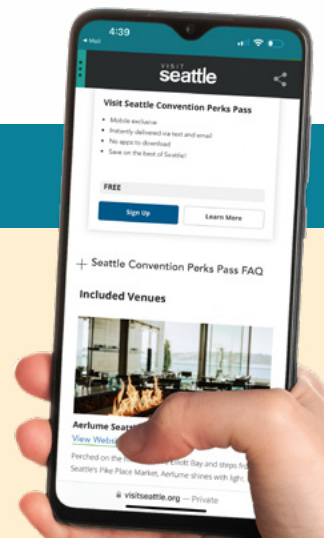 4:39
Mail
VISIT
seattle
Visit Seattle Convention Perks Pass
• Mobile exclusive
• Instantly delivered via text and email
• No apps to download
• Save on the best of Seattle!
FREE
Sign Up
Learn More
+ Seattle Convention Perks Pass FAQ
Included Venues
Aerlume Seat
View Webs
Perched on the Elliott Bay and steps fro
Seattle's Pike Place Market, Aerlume shines with light,
visitseattle.org — Private